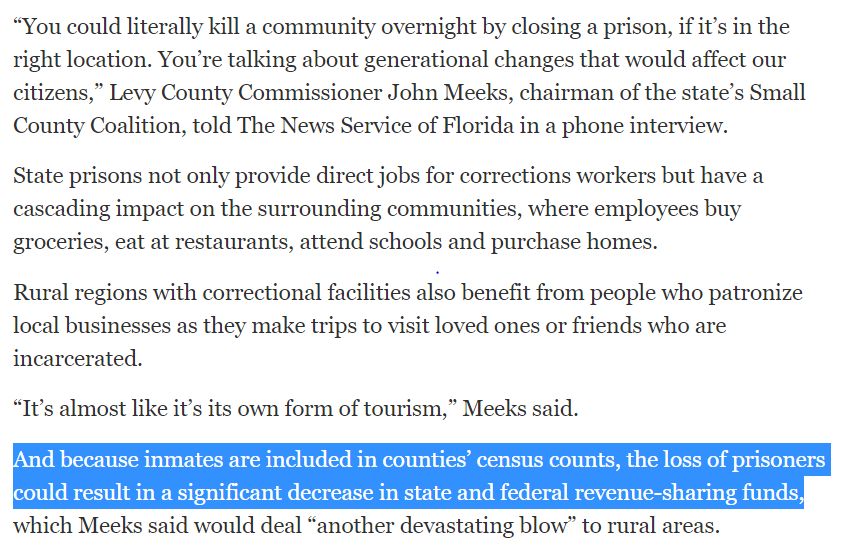 “You could literally kill a community overnight by closing a prison, if it’s in the
right location. You’re talking about generational changes that would affect our
citizens,” Levy County Commissioner John Meeks, chairman of the state’s Small
County Coalition, told The News Service of Florida in a phone interview.
State prisons not only provide direct jobs for corrections workers but have a
cascading impact on the surrounding communities, where employees buy
groceries, eat at restaurants, attend schools and purchase homes.
Rural regions with correctional facilities also benefit from people who patronize
local businesses as they make trips to visit loved ones or friends who are
incarcerated.
“It’s almost like it’s its own form of tourism,” Meeks said.
And because inmates are included in counties’ census counts, the loss of prisoners
could result in a significant decrease in state and federal revenue-sharing funds,
which Meeks said would deal “another devastating blow” to rural areas.